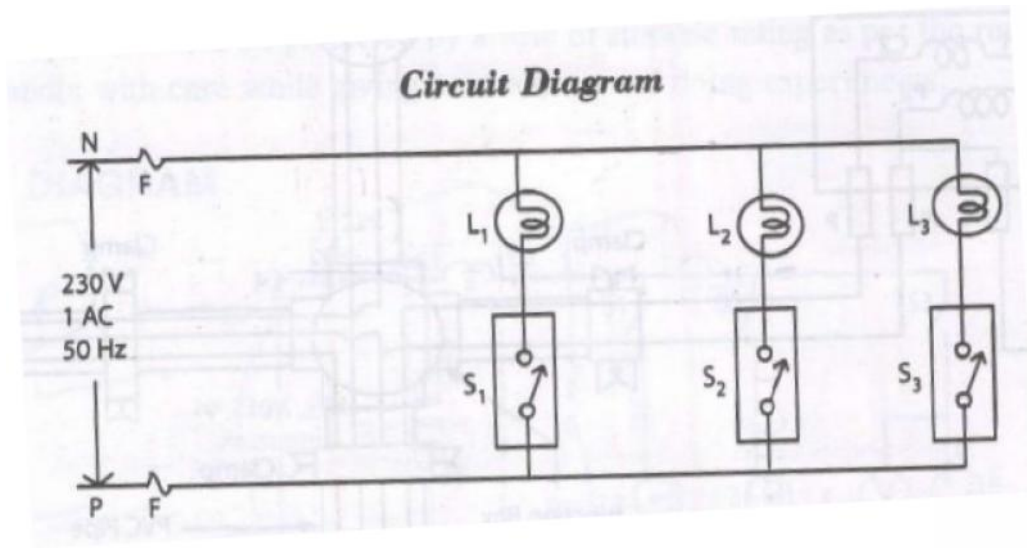 Circuit Diagram
N
F
L₁
L₂
L₃
230 V
1 AC
50 Hz
S₁
S₂
S₃
P
F